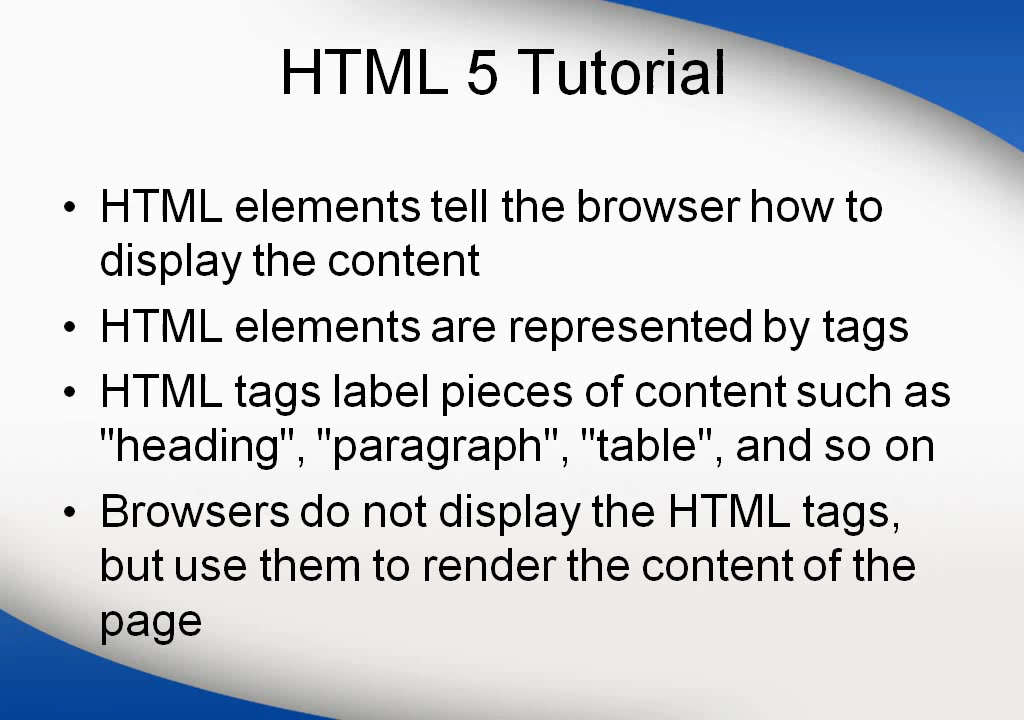 HTML 5 Tutorial
• HTML elements tell the browser how to
display the content
• HTML elements are represented by tags
• HTML tags label pieces of content such as
"heading", "paragraph", "table", and so on
• Browsers do not display the HTML tags,
but use them to render the content of the
page